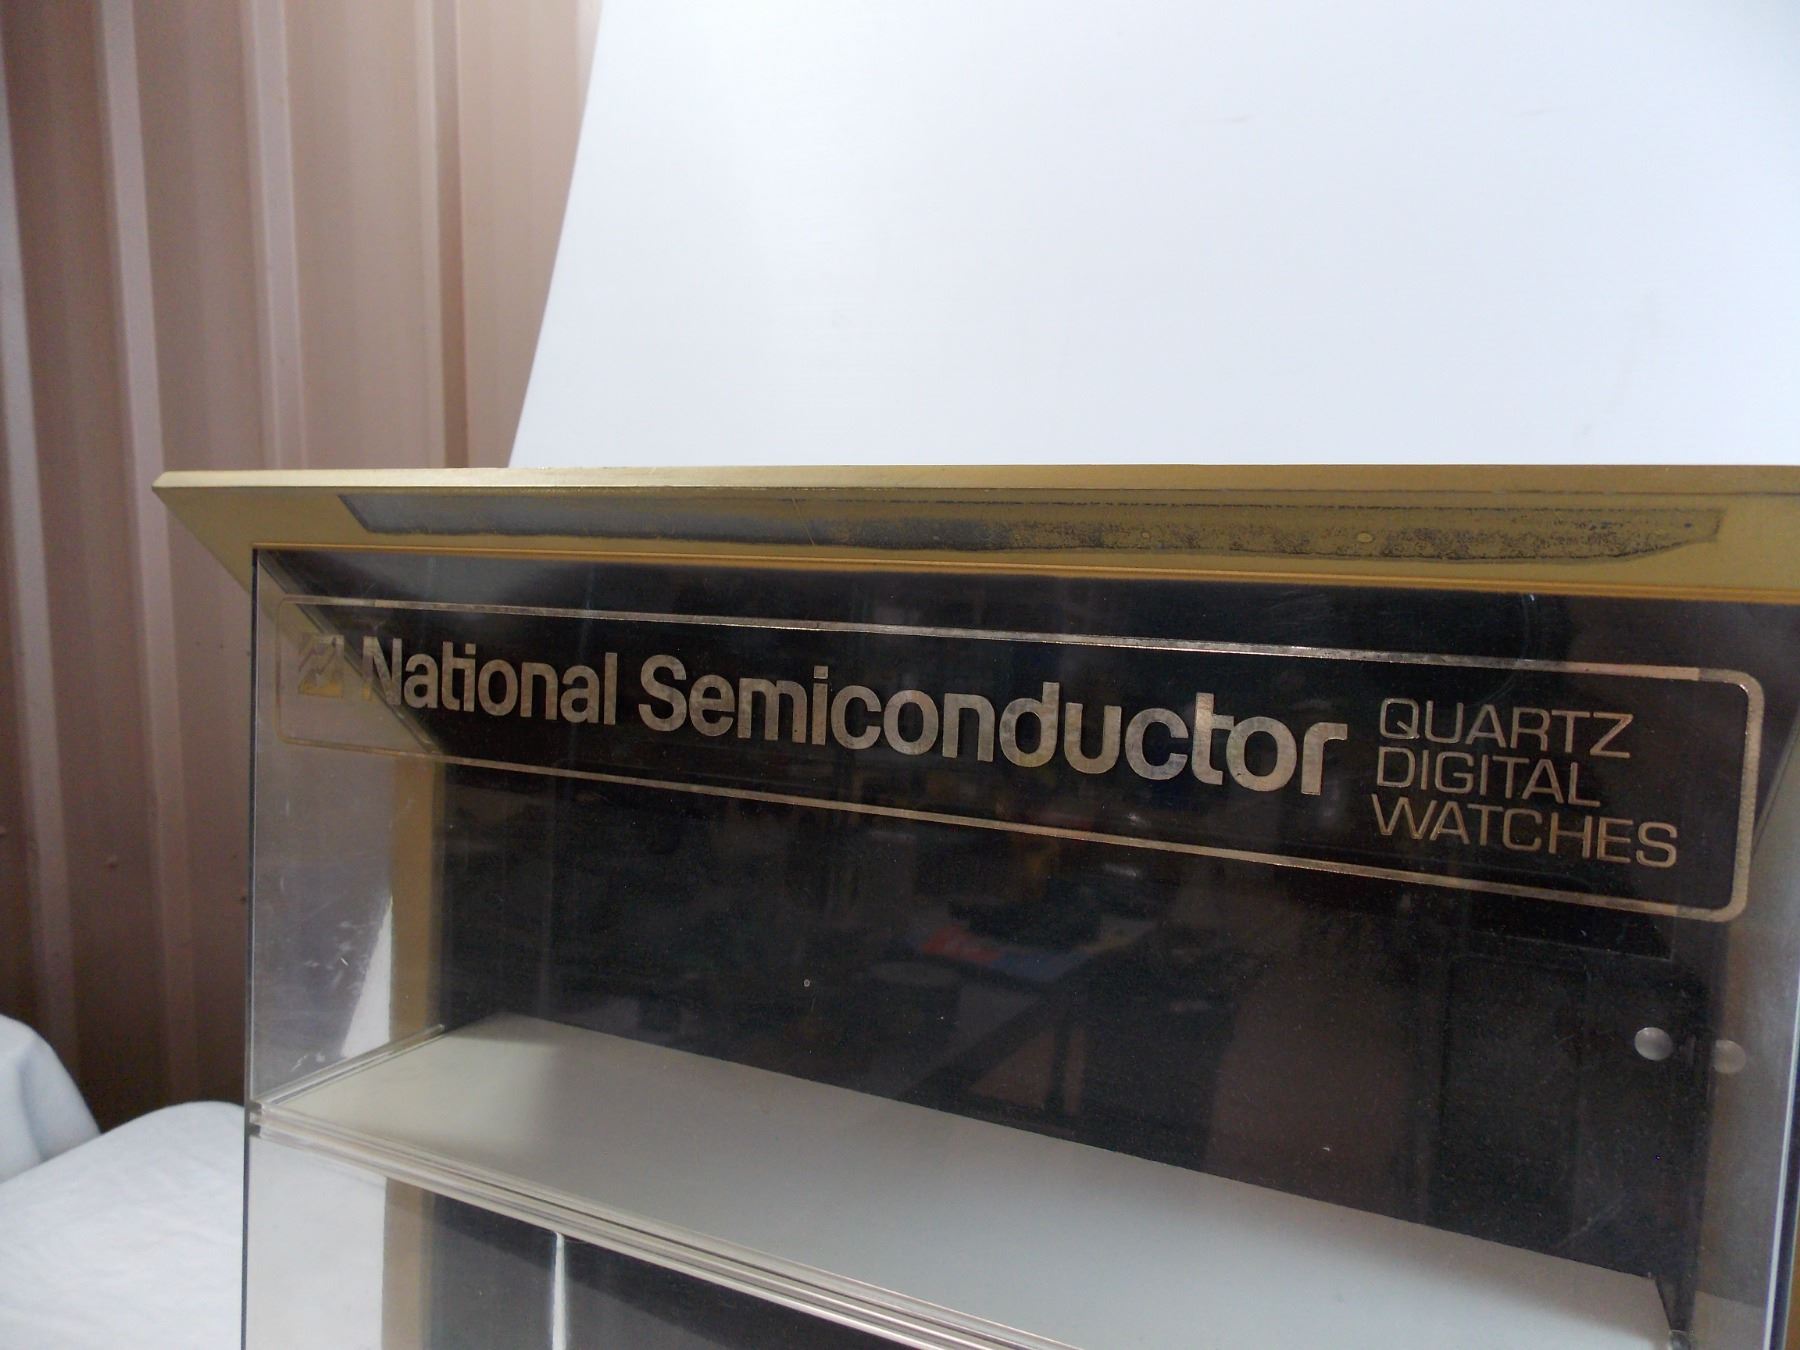 National Semiconductor
QUARTZ
DIGITAL
WATCHES